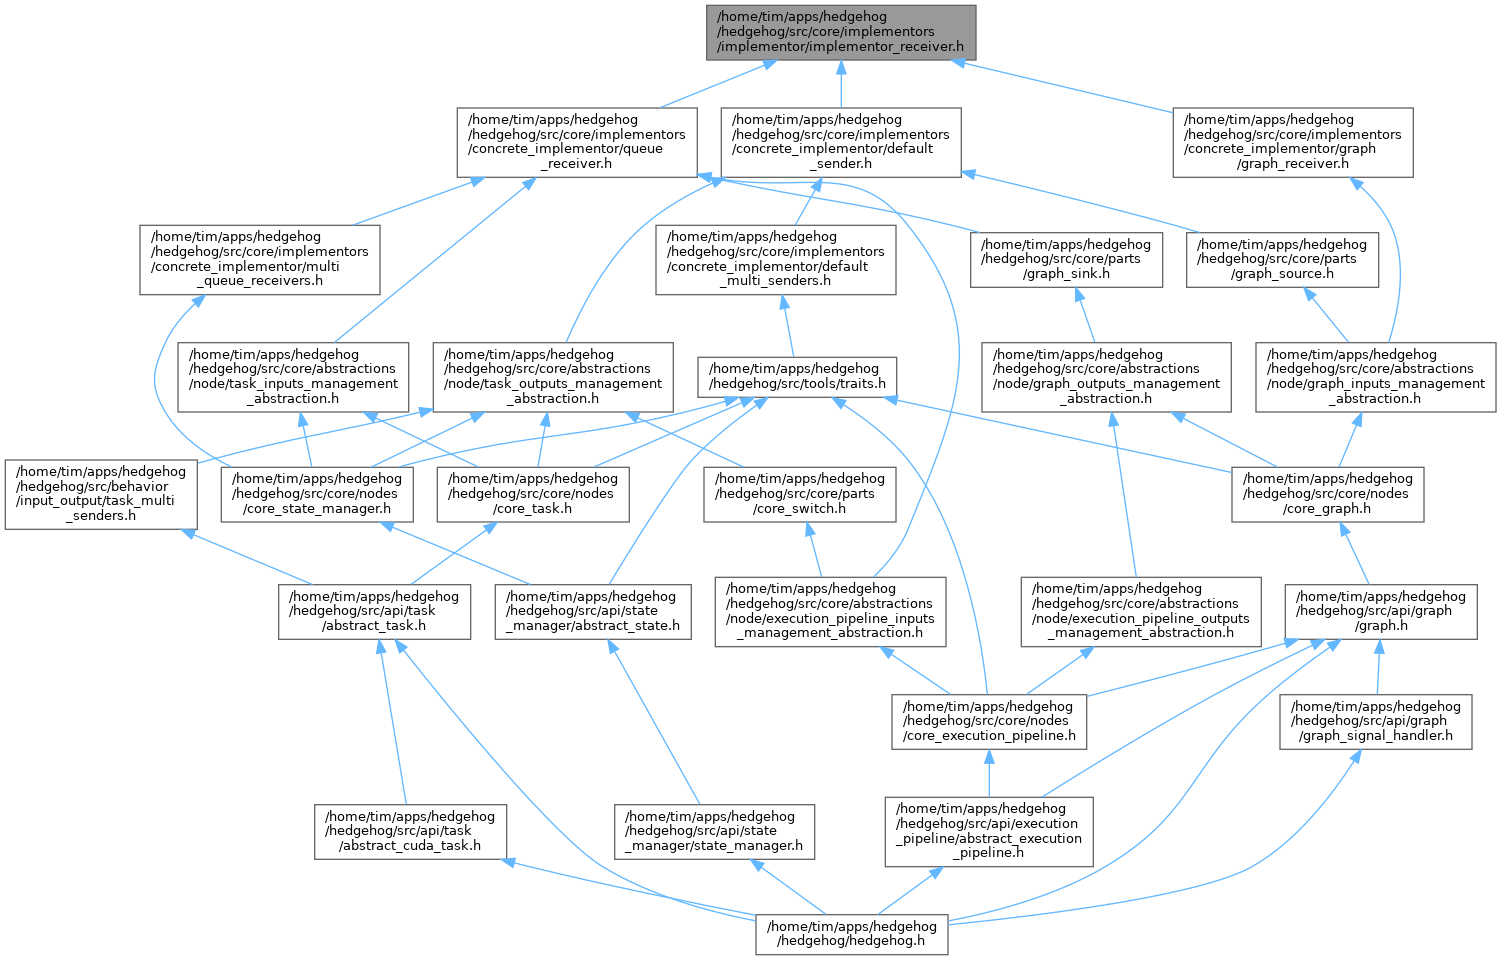 /home/tim/apps/hedgehog
/hedgehog/src/core/implementors
/implementor/implementor_receiver.h
/home/tim/apps/hedgehog
/hedgehog/src/core/implementors
/concrete_implementor/queue
_receiver.h
/home/tim/apps/hedgehog
/hedgehog/src/core/implementors
/concrete_implementor/default
_sender.h
/home/tim/apps/hedgehog
/hedgehog/src/core/implementors
/concrete_implementor/graph
/graph_receiver.h
/home/tim/apps/hedgehog
/hedgehog/src/core/implementors
/concrete_implementor/multi
_queue_receivers.h
/home/tim/apps/hedgehog
/hedgehog/src/core/implementors
/concrete_implementor/default
_multi_senders.h
/home/tim/apps/hedgehog
/hedgehog/src/core/parts
/graph_sink.h
/home/tim/apps/hedgehog
/hedgehog/src/core/parts
/graph_source.h
/home/tim/apps/hedgehog
/hedgehog/src/core/abstractions
/node/task_inputs_management
_abstraction.h
/home/tim/apps/hedgehog
/hedgehog/src/core/abstractions
/node/task_outputs_management
_abstraction.h
/home/tim/apps/hedgehog
/hedgehog/src/tools/traits.h
/home/tim/apps/hedgehog
/hedgehog/src/core/abstractions
/node/graph_outputs_management
_abstraction.h
/home/tim/apps/hedgehog
/hedgehog/src/core/abstractions
/node/graph_inputs_management
_abstraction.h
/home/tim/apps/hedgehog
/hedgehog/src/behavior
/input_output/task_multi
_senders.h
/home/tim/apps/hedgehog
/hedgehog/src/core/nodes
/core_state_manager.h
/home/tim/apps/hedgehog
/hedgehog/src/core/nodes
/core_task.h
/home/tim/apps/hedgehog
/hedgehog/src/core/parts
/core_switch.h
/home/tim/apps/hedgehog
/hedgehog/src/core/nodes
/core_graph.h
/home/tim/apps/hedgehog
/hedgehog/src/api/task
/abstract_task.h
/home/tim/apps/hedgehog
/hedgehog/src/api/state
_manager/abstract_state.h
/home/tim/apps/hedgehog
/hedgehog/src/core/abstractions
/node/execution_pipeline_inputs
_management_abstraction.h
/home/tim/apps/hedgehog
/hedgehog/src/core/abstractions
/node/execution_pipeline_outputs
_management_abstraction.h
/home/tim/apps/hedgehog
/hedgehog/src/api/graph
/graph.h
/home/tim/apps/hedgehog
/hedgehog/src/core/nodes
/core_execution_pipeline.h
/home/tim/apps/hedgehog
/hedgehog/src/api/graph
/graph_signal_handler.h
/home/tim/apps/hedgehog
/hedgehog/src/api/task
/abstract_cuda_task.h
/home/tim/apps/hedgehog
/hedgehog/src/api/state
_manager/state_manager.h
/home/tim/apps/hedgehog
/hedgehog/src/api/execution
_pipeline/abstract_execution
_pipeline.h
/home/tim/apps/hedgehog
/hedgehog/hedgehog.h